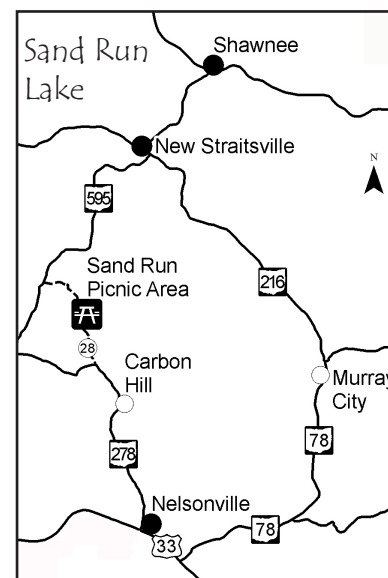 Sand Run
Lake
Shawnee
New Straitsville
N
595
Sand Run
Picnic Area
216
28
Carbon
Hill
Murray
City
278
78
Nelsonville
33
78